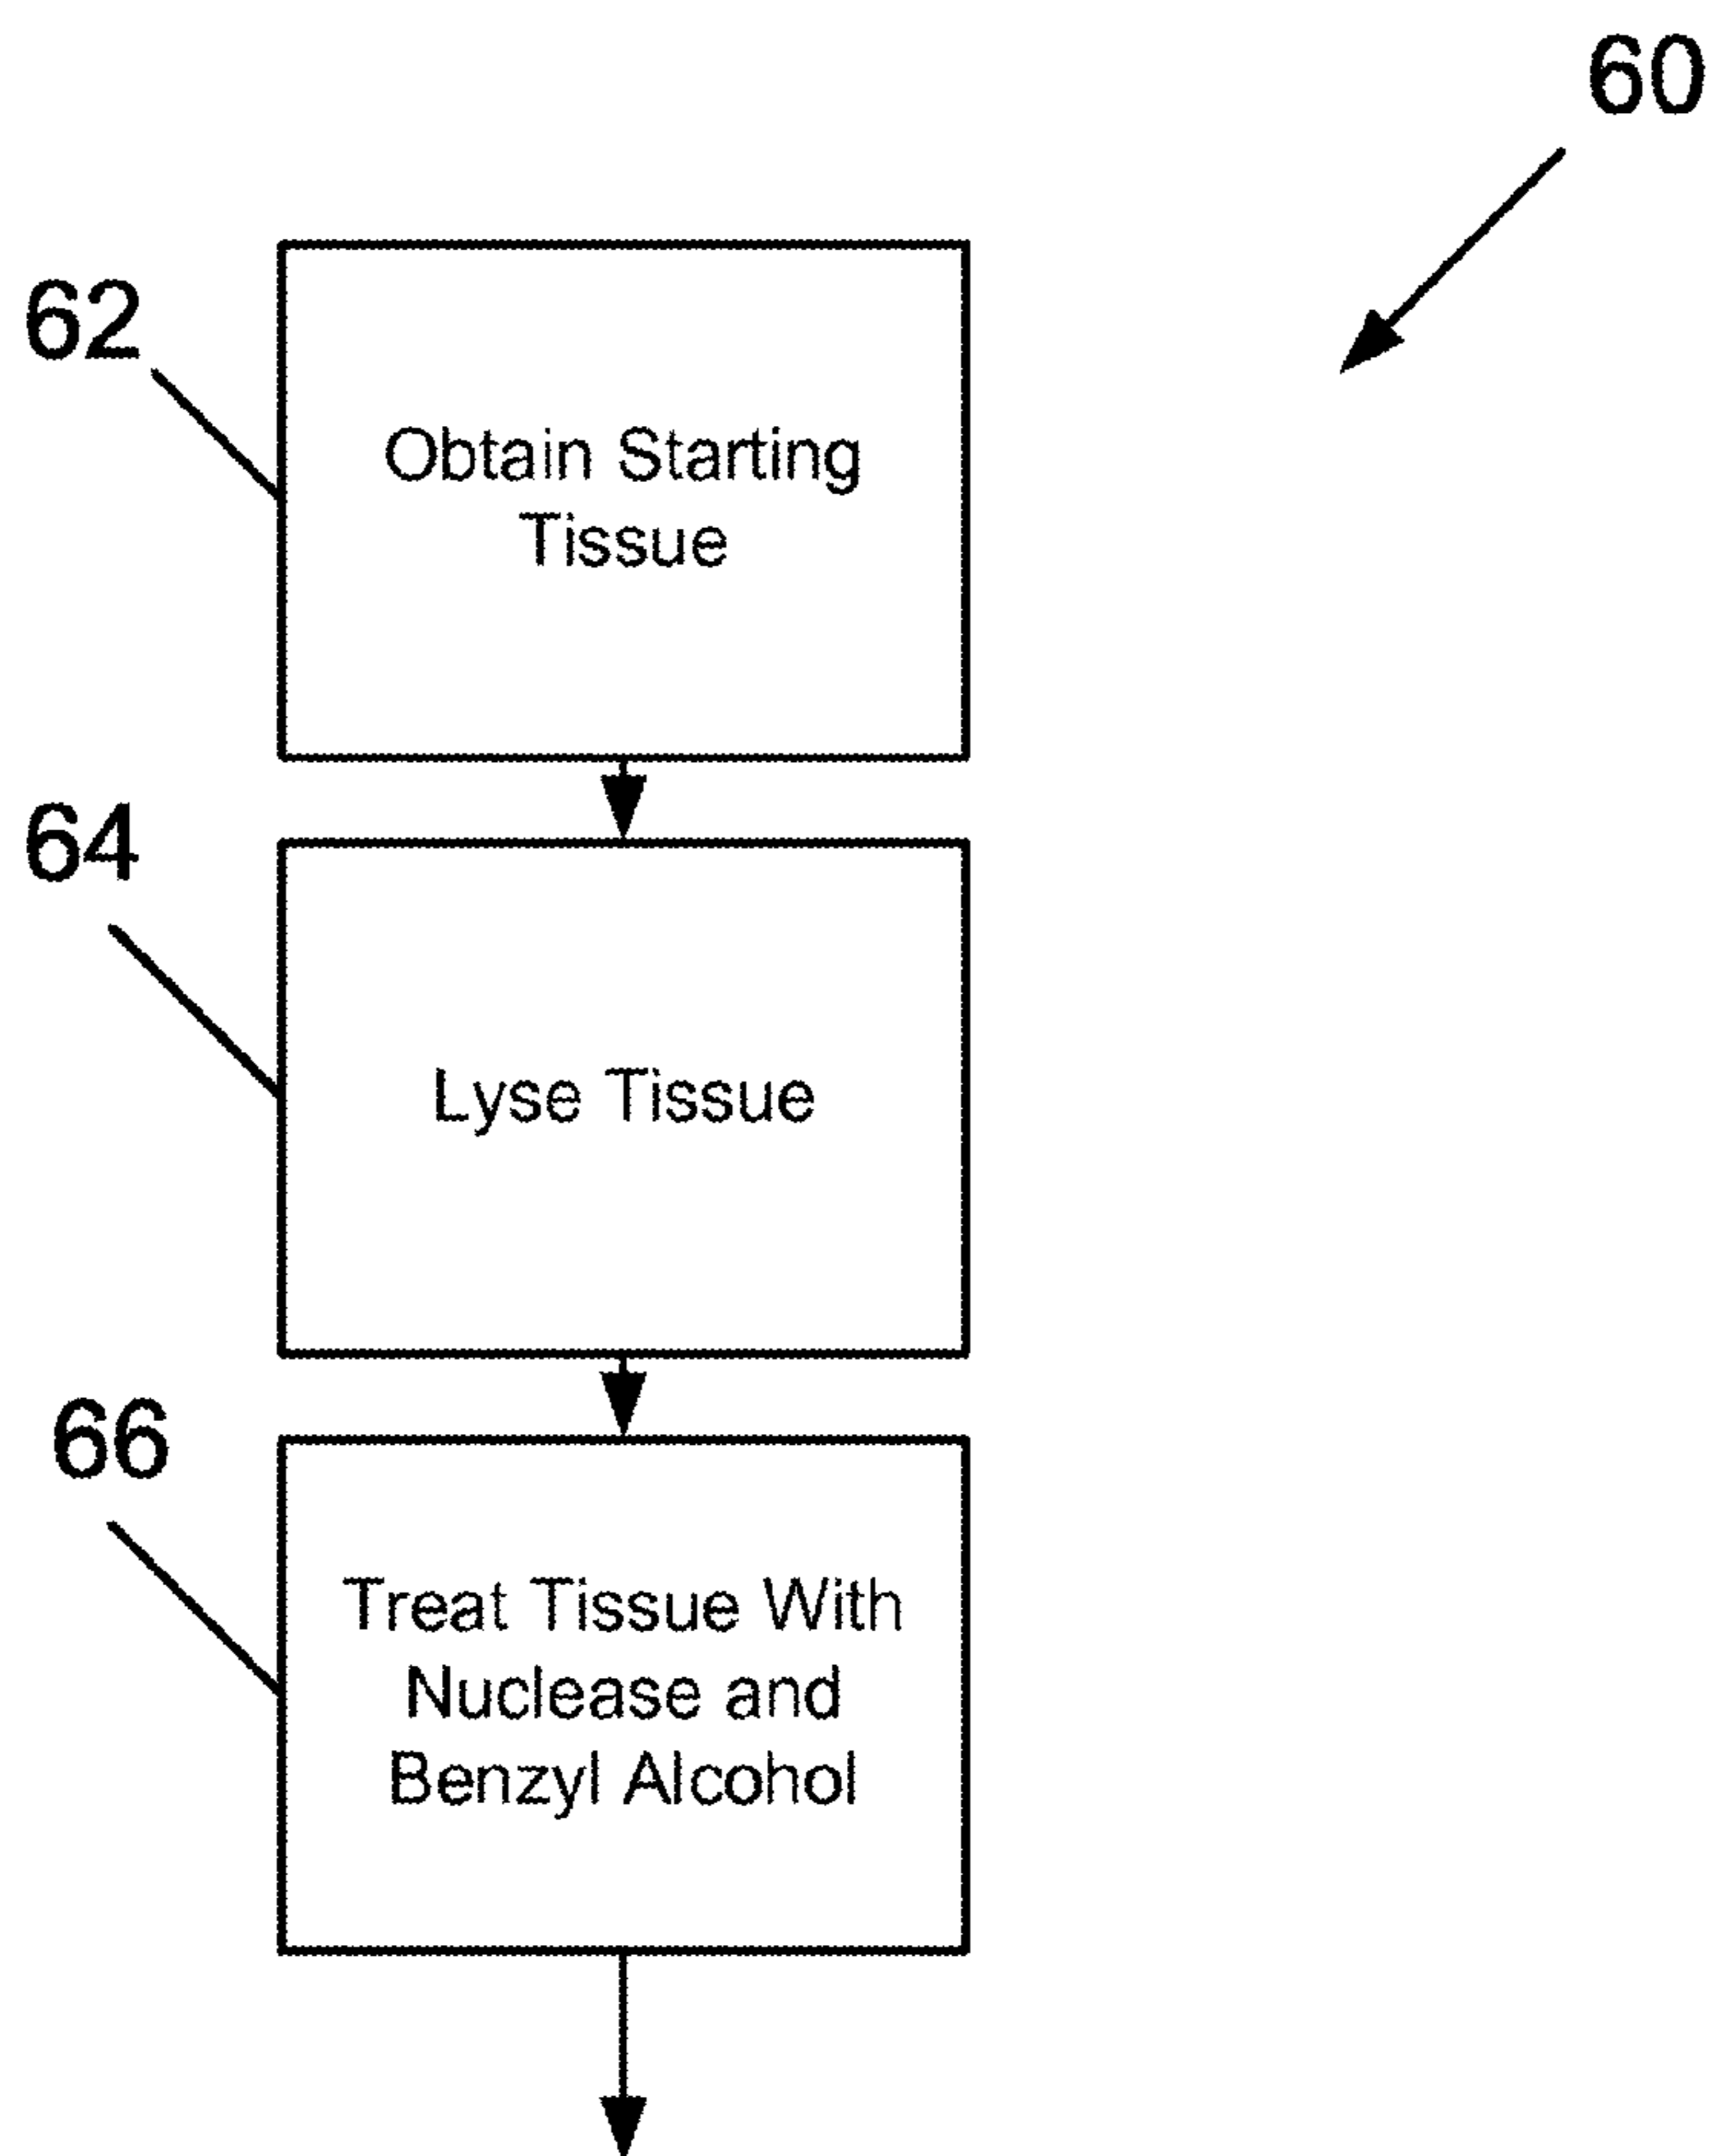 60
62
Obtain Starting
Tissue
64
Lyse Tissue
66
Treat Tissue With
Nuclease and
Benzyl Alcohol